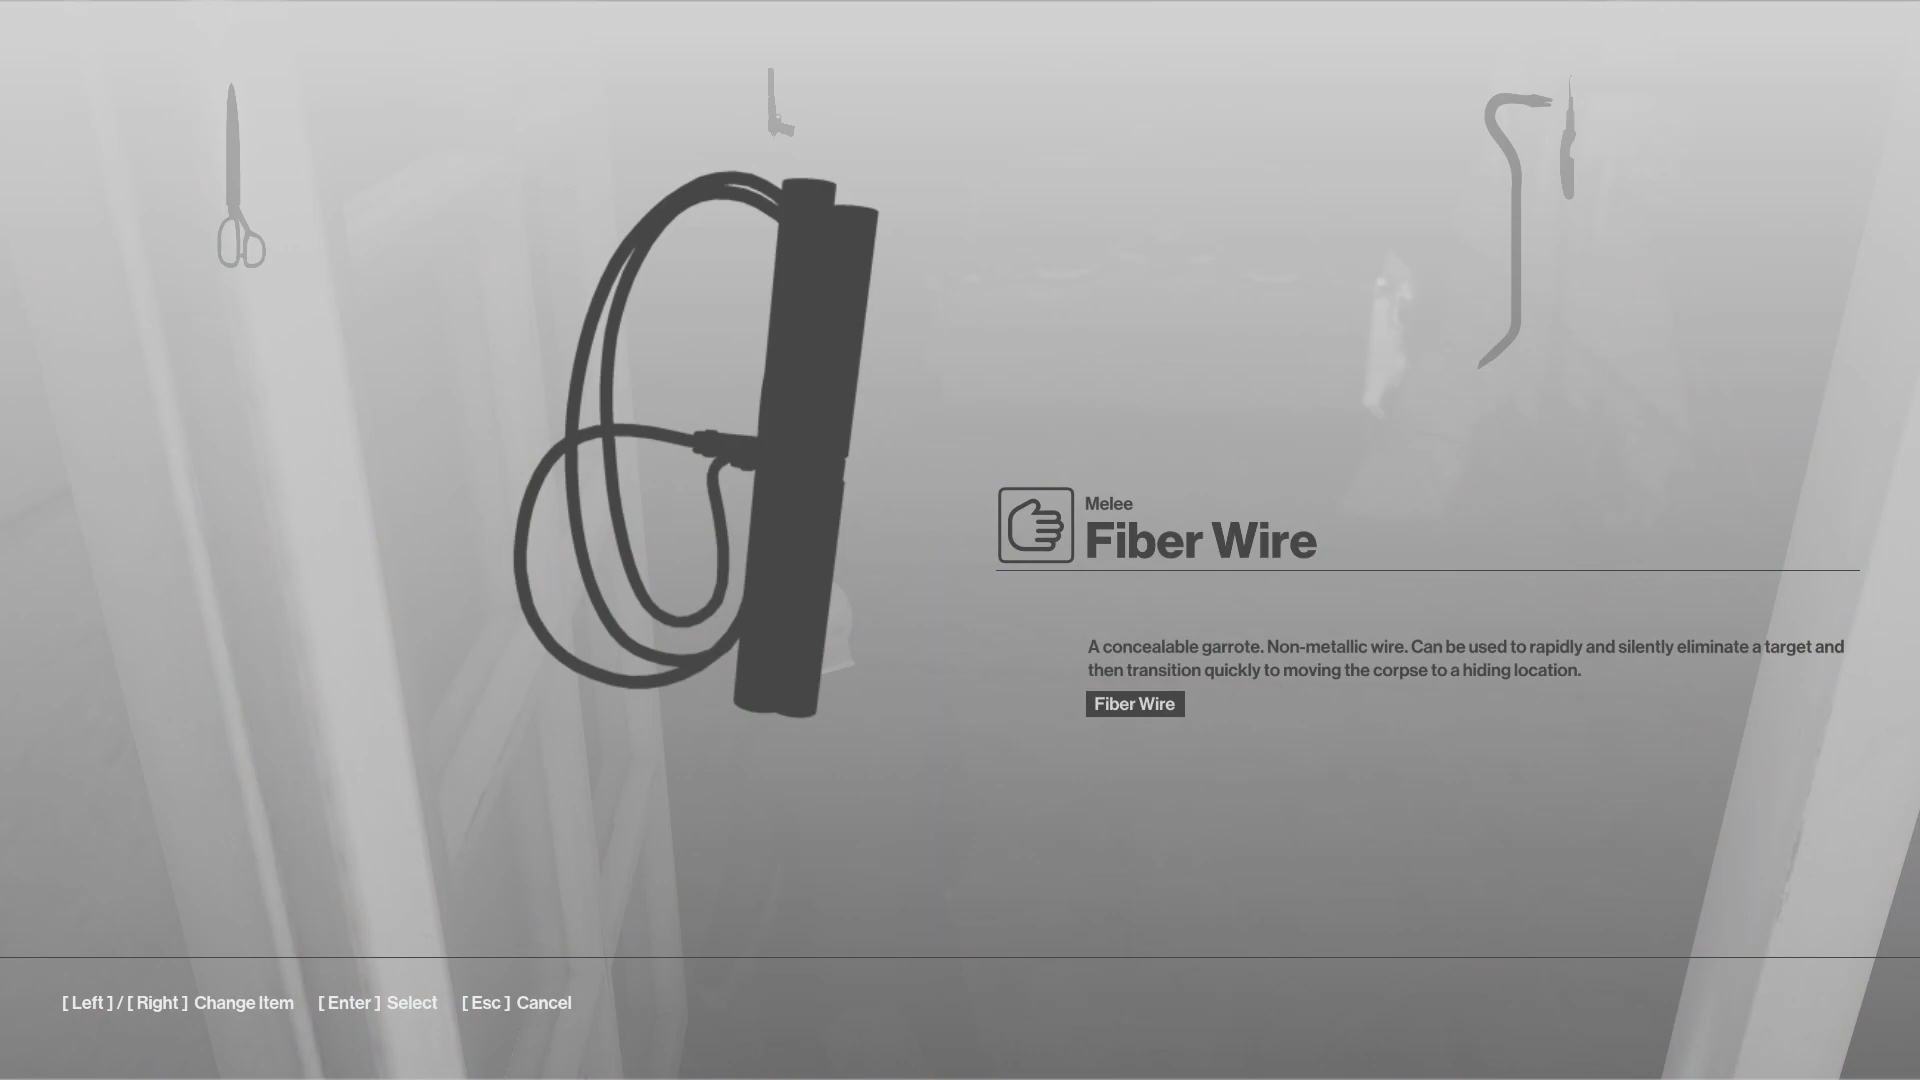 Melee
Fiber Wire
A concealable garrote. Non-metallic wire. Can be used to rapidly and silently eliminate a target and
then transition quickly to moving the corpse to a hiding location.
Fiber Wire
[ Left ] / [ Right ] Change Item [ Enter ] Select [ Esc ] Cancel